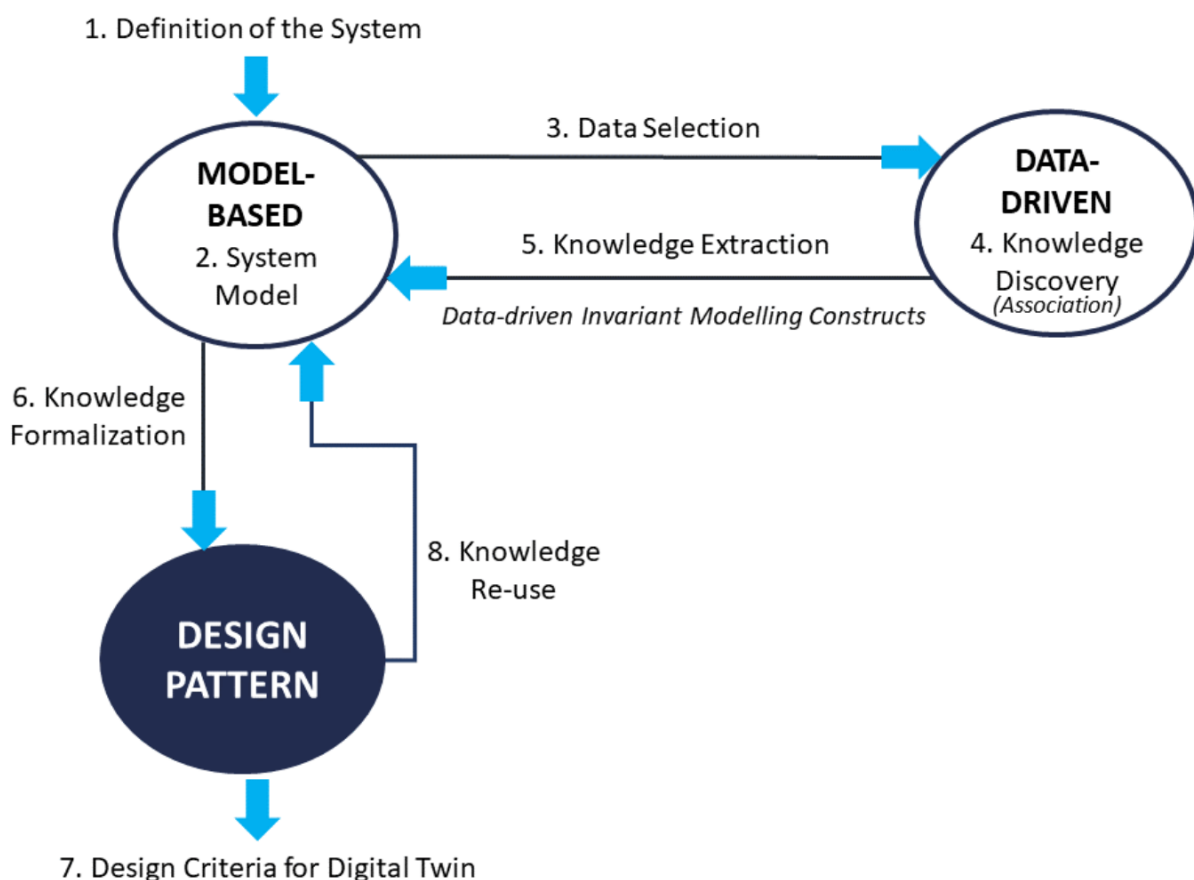 1. Definition of the System
3. Data Selection
MODEL-
BASED
2. System
Model
DATA-
DRIVEN
4. Knowledge
Discovery
(Association)
5. Knowledge Extraction
Data-driven Invariant Modelling Constructs
6. Knowledge
Formalization
8. Knowledge
Re-use
DESIGN
PATTERN
7. Design Criteria for Digital Twin